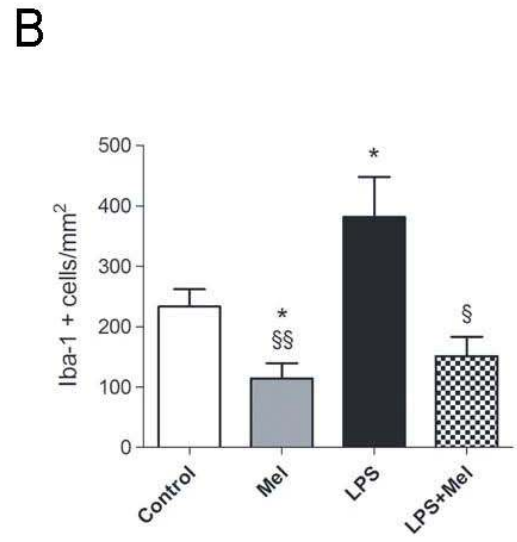 B
Iba-1 + cells/mm²
500
400
300
200
100
0
*
§§
*
§
Control
Mel
LPS
LPS+Mel